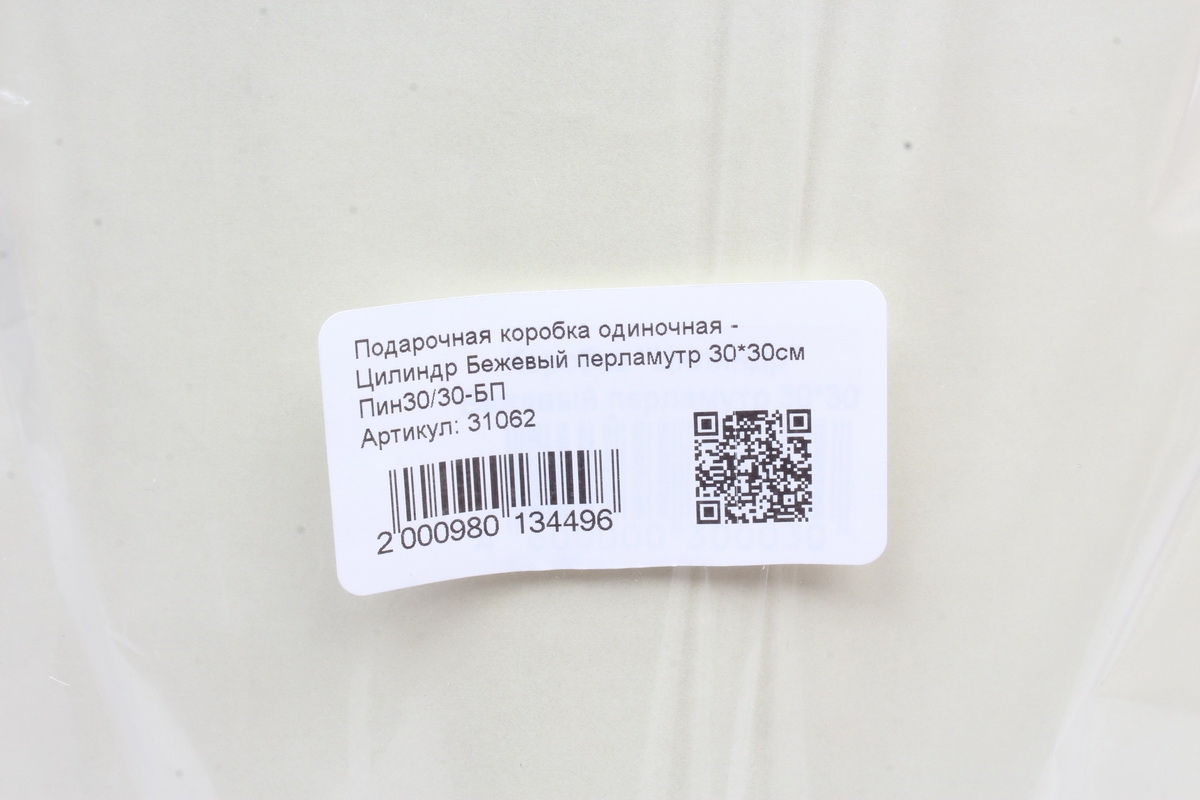 Подарочная коробка одиночная -
Цилиндр Бежевый перламутр 30*30см
Пин30/30-БП
Артикул: 31062
2 000980 134496